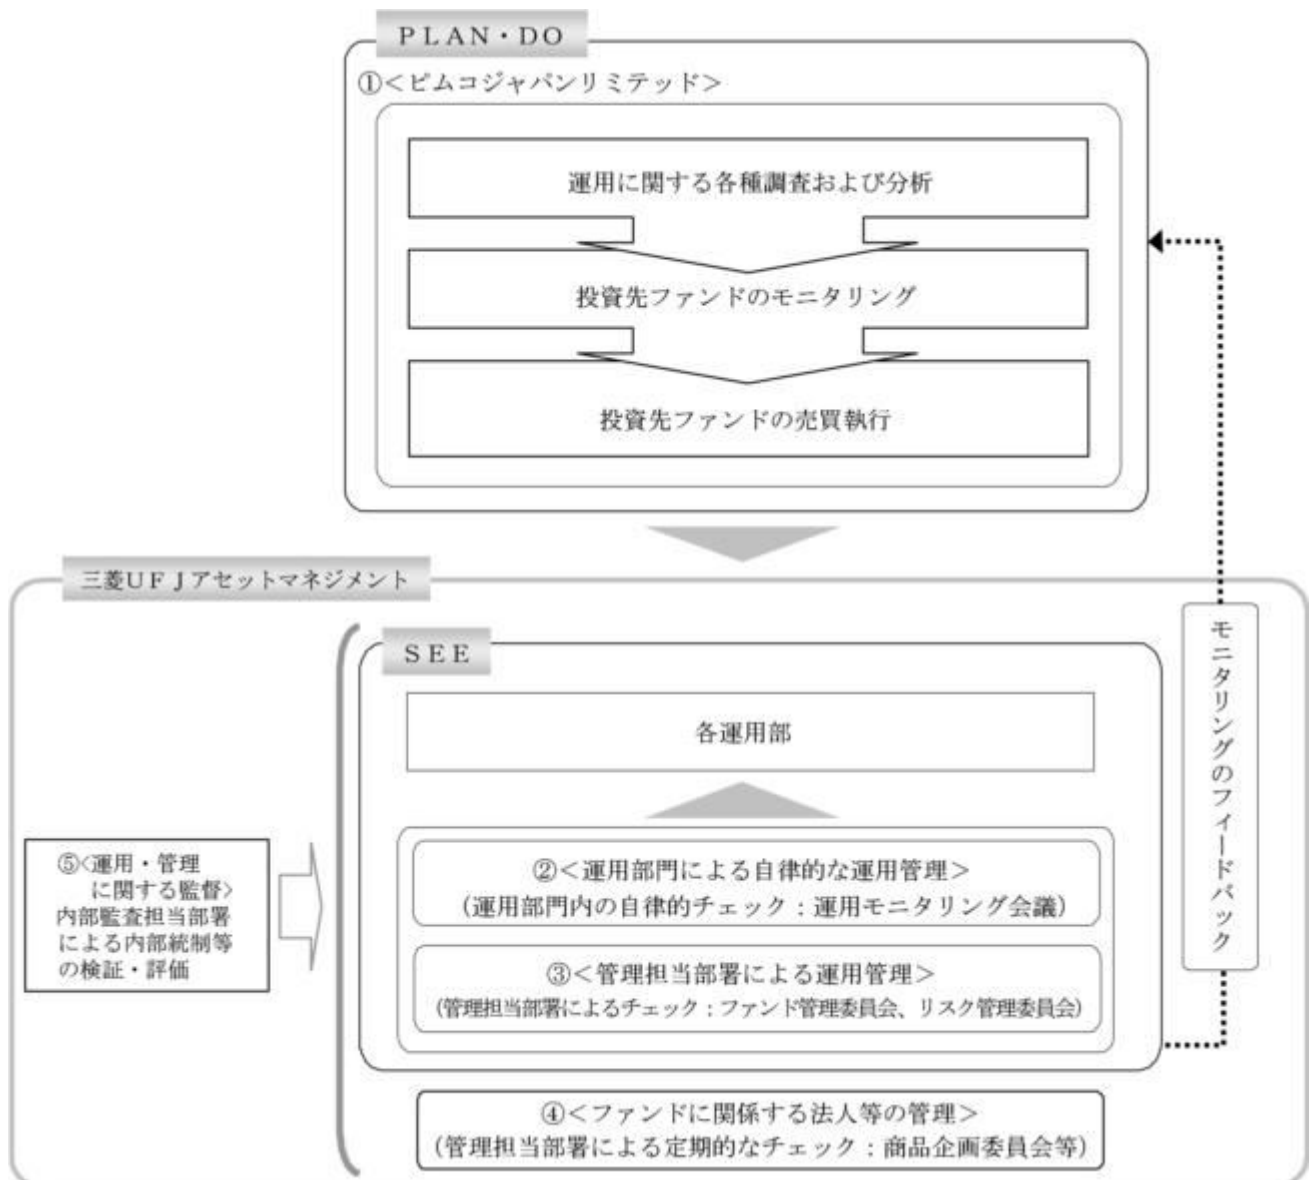 PLAN・DO
①＜ピムコジャパンリミテッド＞
運用に関する各種調査および分析
投資先ファンドのモニタリング
投資先ファンドの売買執行
三菱UFJアセットマネジメント
SEE
各運用部
②＜運用部門による自律的な運用管理＞
(運用部門内の自律的チェック：運用モニタリング会議)
③＜管理担当部署による運用管理＞
(管理担当部署によるチェック：ファンド管理委員会、リスク管理委員会)
④＜ファンドに関係する法人等の管理＞
(管理担当部署による定期的なチェック：商品企画委員会等)
⑤＜運用・管理
に関する監督＞
内部監査担当部署
による内部統制等
の検証・評価
モニタリングのフィードバック